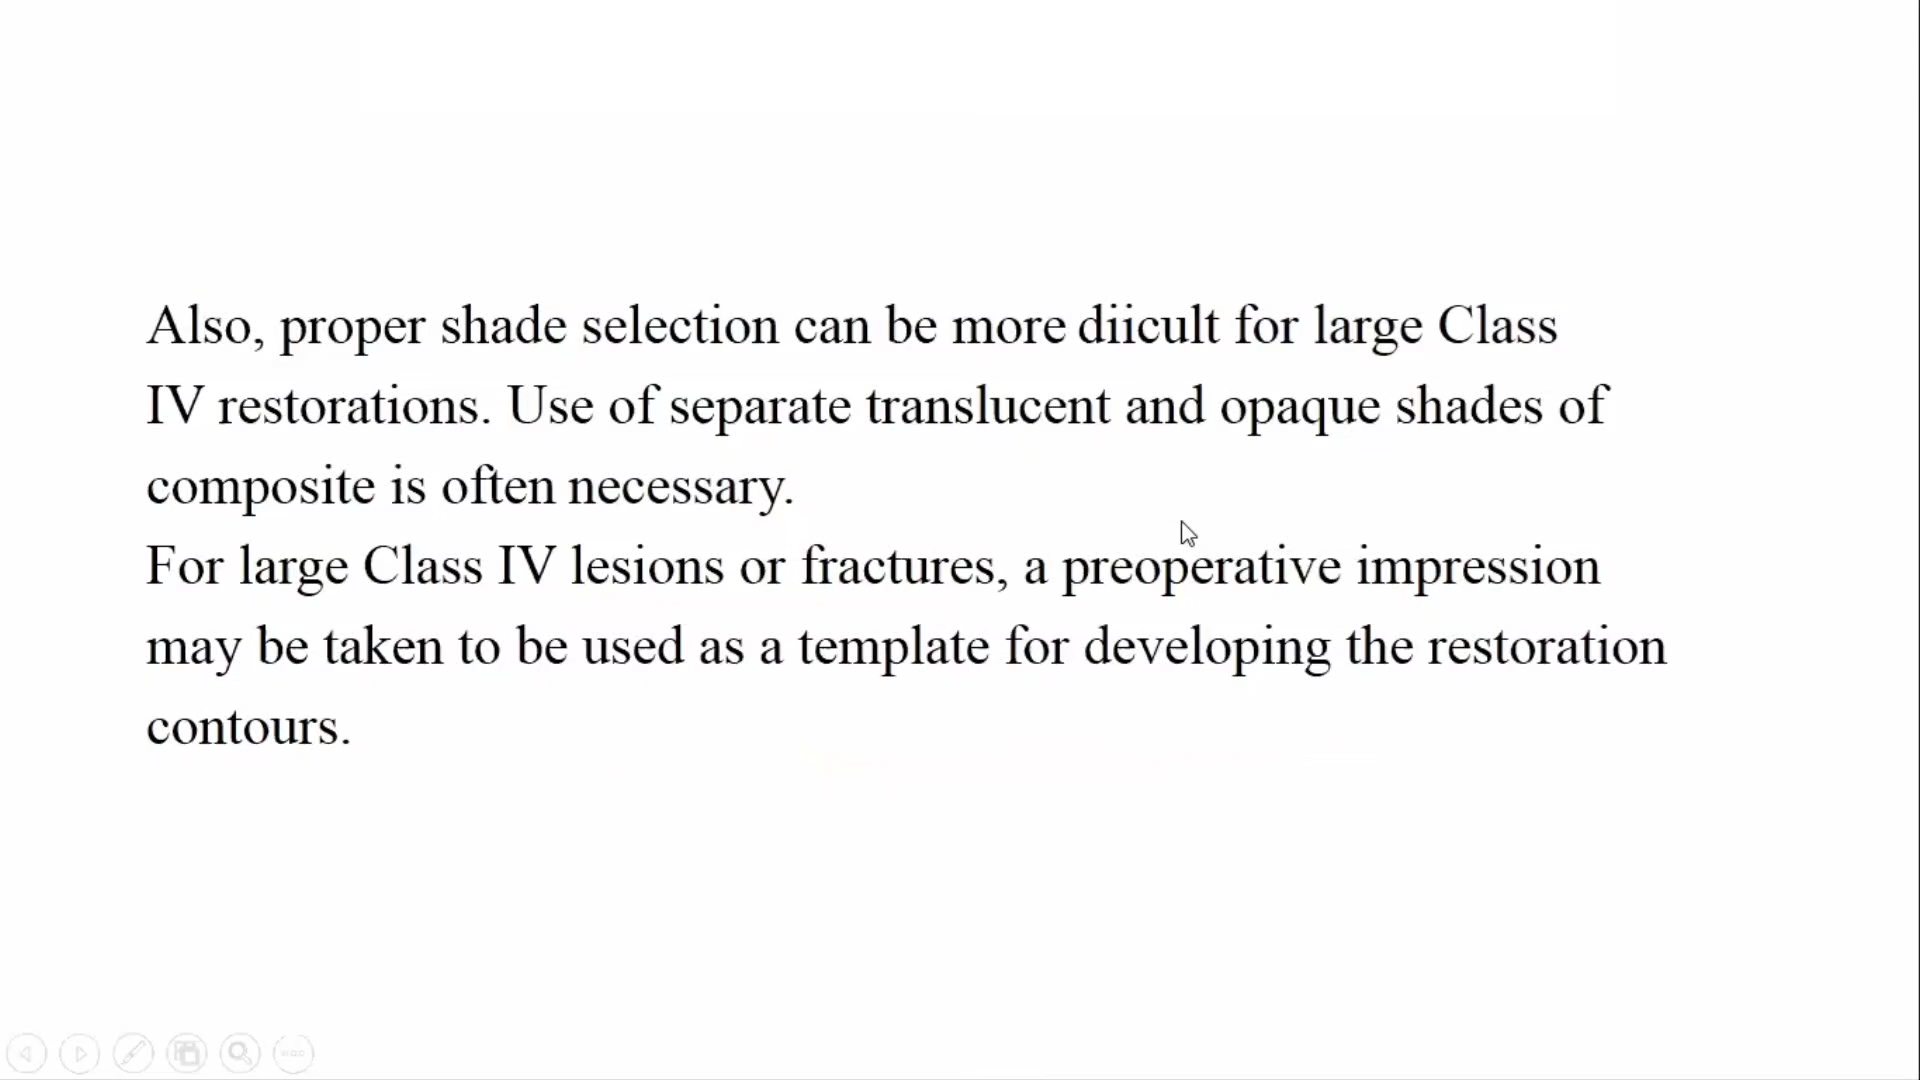 Also, proper shade selection can be more diicult for large Class
IV restorations. Use of separate translucent and opaque shades of
composite is often necessary.
For large Class IV lesions or fractures, a preoperative impression
may be taken to be used as a template for developing the restoration
contours.